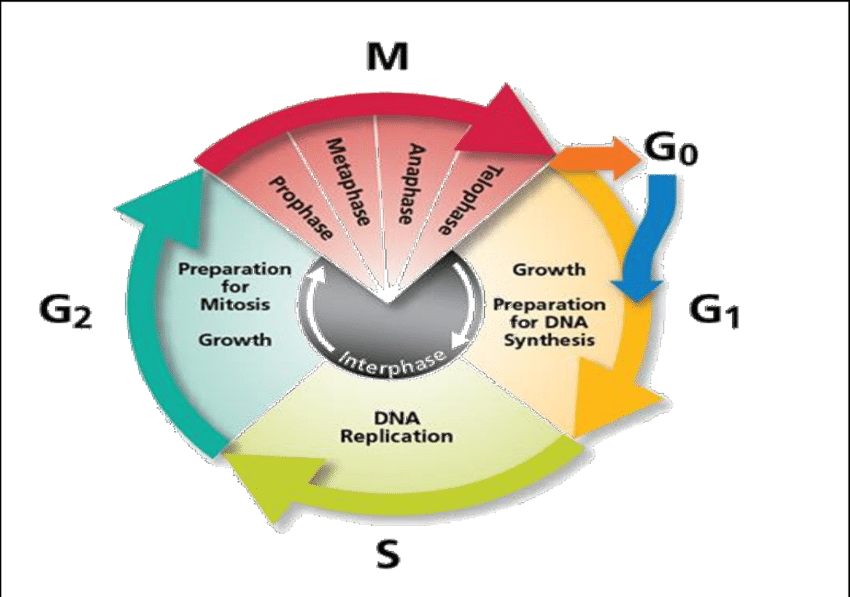 M
G₀
Prophase
Metaphase
Anaphase
Telophase
Preparation
for
Mitosis
Growth
Growth
Preparation
for DNA
Synthesis
G₂
G₁
Interphase
DNA
Replication
S